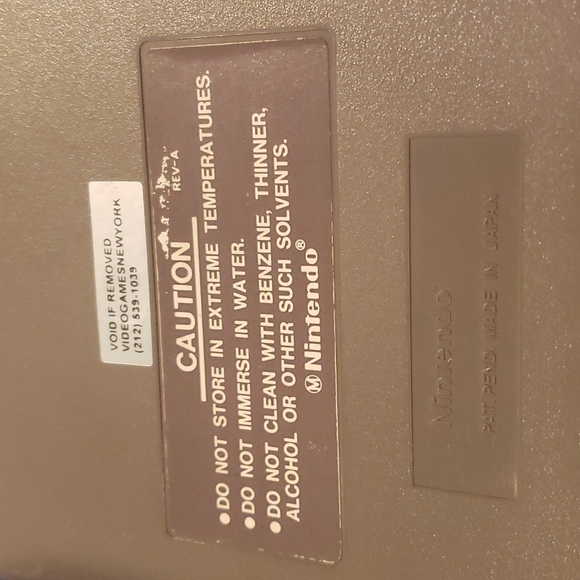 VOID IF REMOVED
VIDEOGAMESNEWYORK
(212) 539-1039
REV-A
CAUTION
●DO NOT STORE IN EXTREME TEMPERATURES.
●DO NOT IMMERSE IN WATER.
●DO NOT CLEAN WITH BENZENE, THINNER,
ALCOHOL OR OTHER SUCH SOLVENTS.
Ⓜ Nintendo®
Nintendo®
PAT. PEND. MADE IN JAPAN